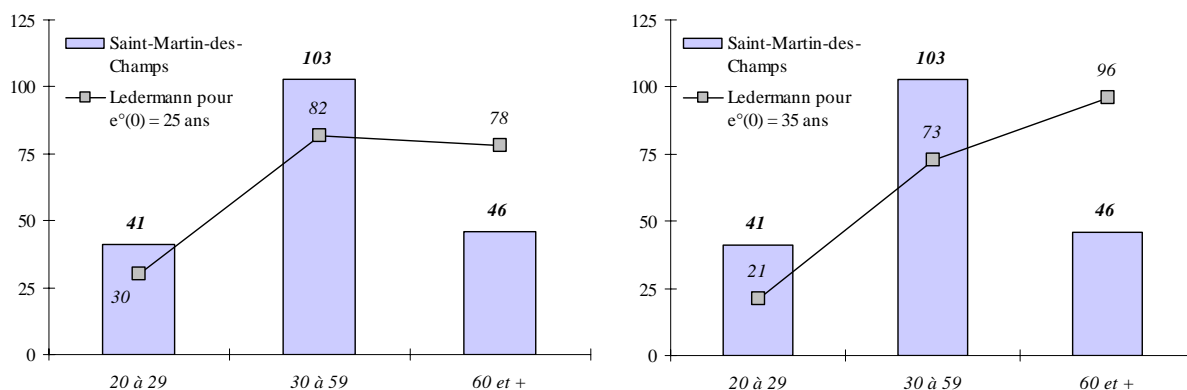 125
100
75
50
25
0
Saint-Martin-des-
Champs
Ledermann pour
e°(0) = 25 ans
41
103
46
30
82
78
20 à 29
30 à 59
60 et +
125
100
75
50
25
0
Saint-Martin-des-
Champs
Ledermann pour
e°(0) = 35 ans
41
103
46
21
73
96
20 à 29
30 à 59
60 et +